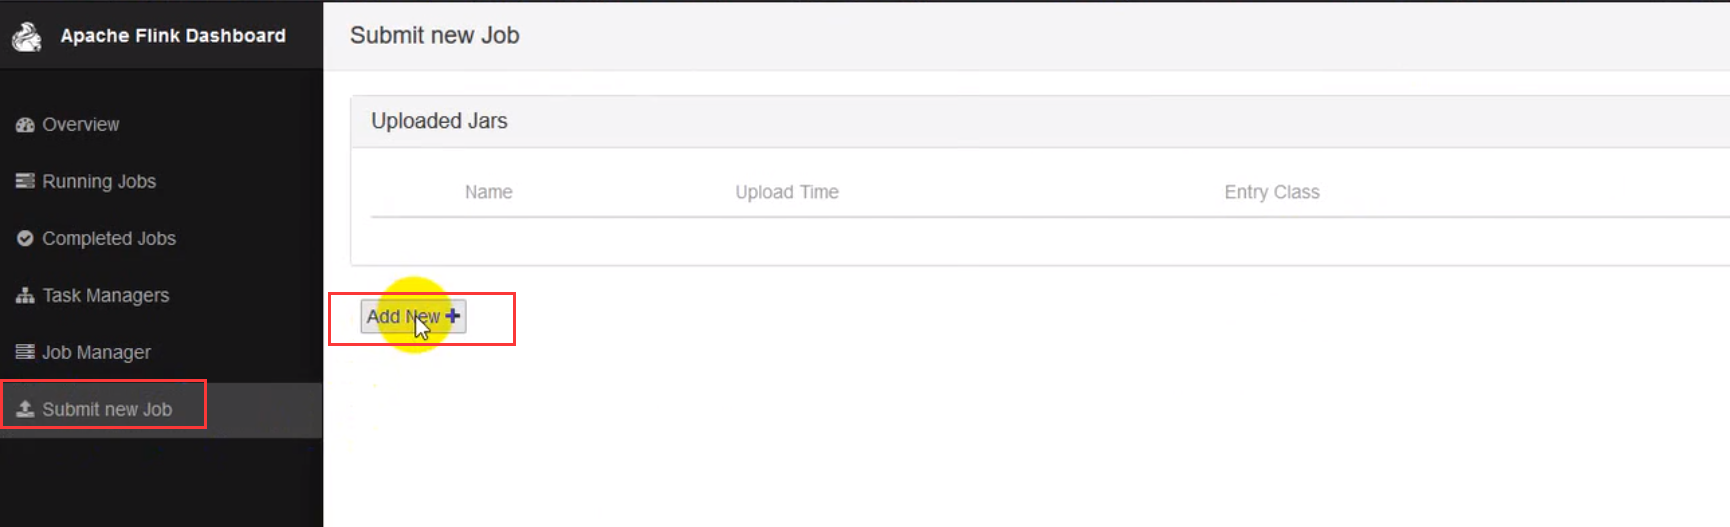 Apache Flink Dashboard
Submit new Job
Overview
Running Jobs
Completed Jobs
Task Managers
Job Manager
Submit new Job
Uploaded Jars
Name Upload Time Entry Class
Add New